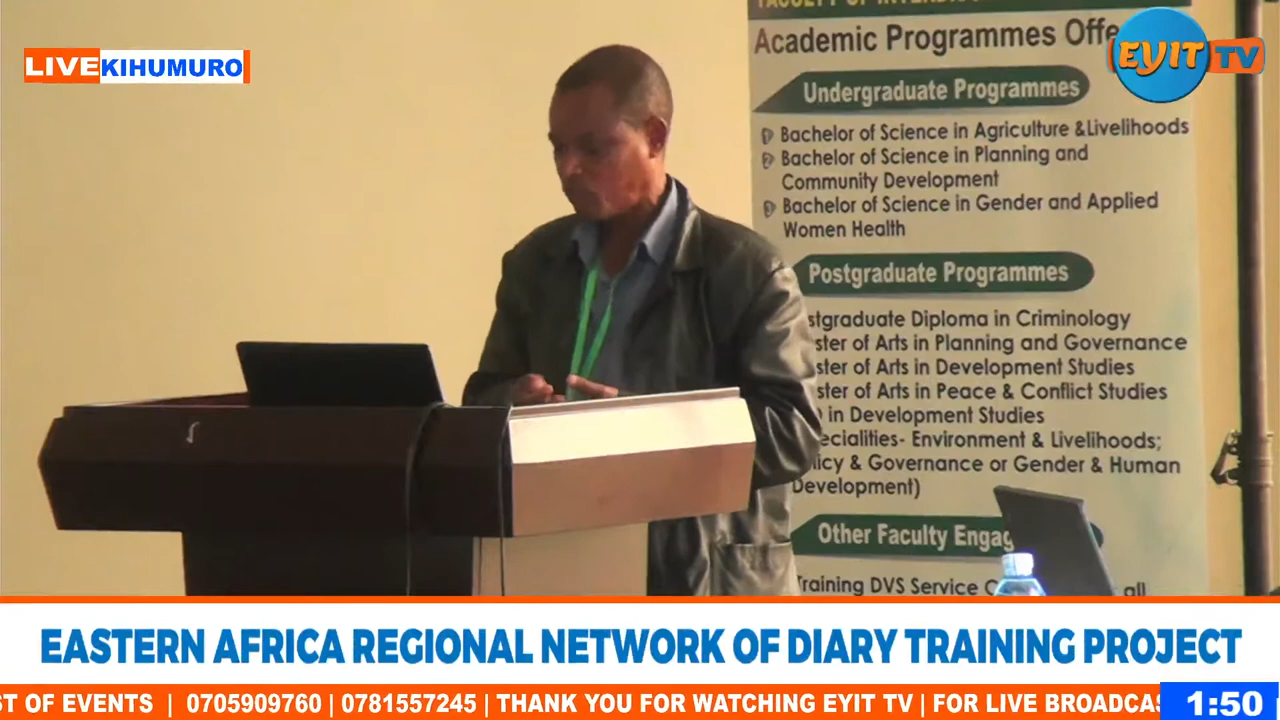 LIVE KIHUMURO
EYIT TV
Academic Programmes Offe
Undergraduate Programmes
Bachelor of Science in Agriculture &Livelihoods
Bachelor of Science in Planning and
Community Development
Bachelor of Science in Gender and Applied
Women Health
Postgraduate Programmes
stgraduate Diploma in Criminology
ster of Arts in Planning and Governance
ster of Arts in Development Studies
ster of Arts in Peace & Conflict Studies
in Development Studies
ecialities- Environment & Livelihoods;
licy & Governance or Gender & Human
Development)
Other Faculty Engag
Training DVS Service C all
EASTERN AFRICA REGIONAL NETWORK OF DIARY TRAINING PROJECT
ST OF EVENTS | 0705909760 | 0781557245 | THANK YOU FOR WATCHING EYIT TV | FOR LIVE BROADCAS
1:50